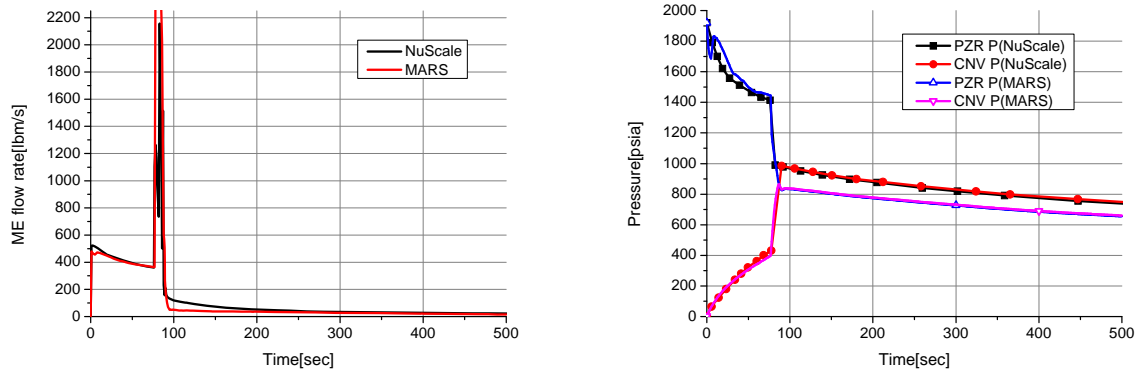 2200
2000
1800
1600
1400
1200
1000
800
600
400
200
0
ME flow rate[lbm/s]
NuScale
MARS
0 100 200 300 400 500
Time[sec]
2000
1800
1600
1400
1200
1000
800
600
400
200
0
Pressure[psia]
PZR P(NuScale)
CNV P(NuScale)
PZR P(MARS)
CNV P(MARS)
0 100 200 300 400 500
Time[sec]